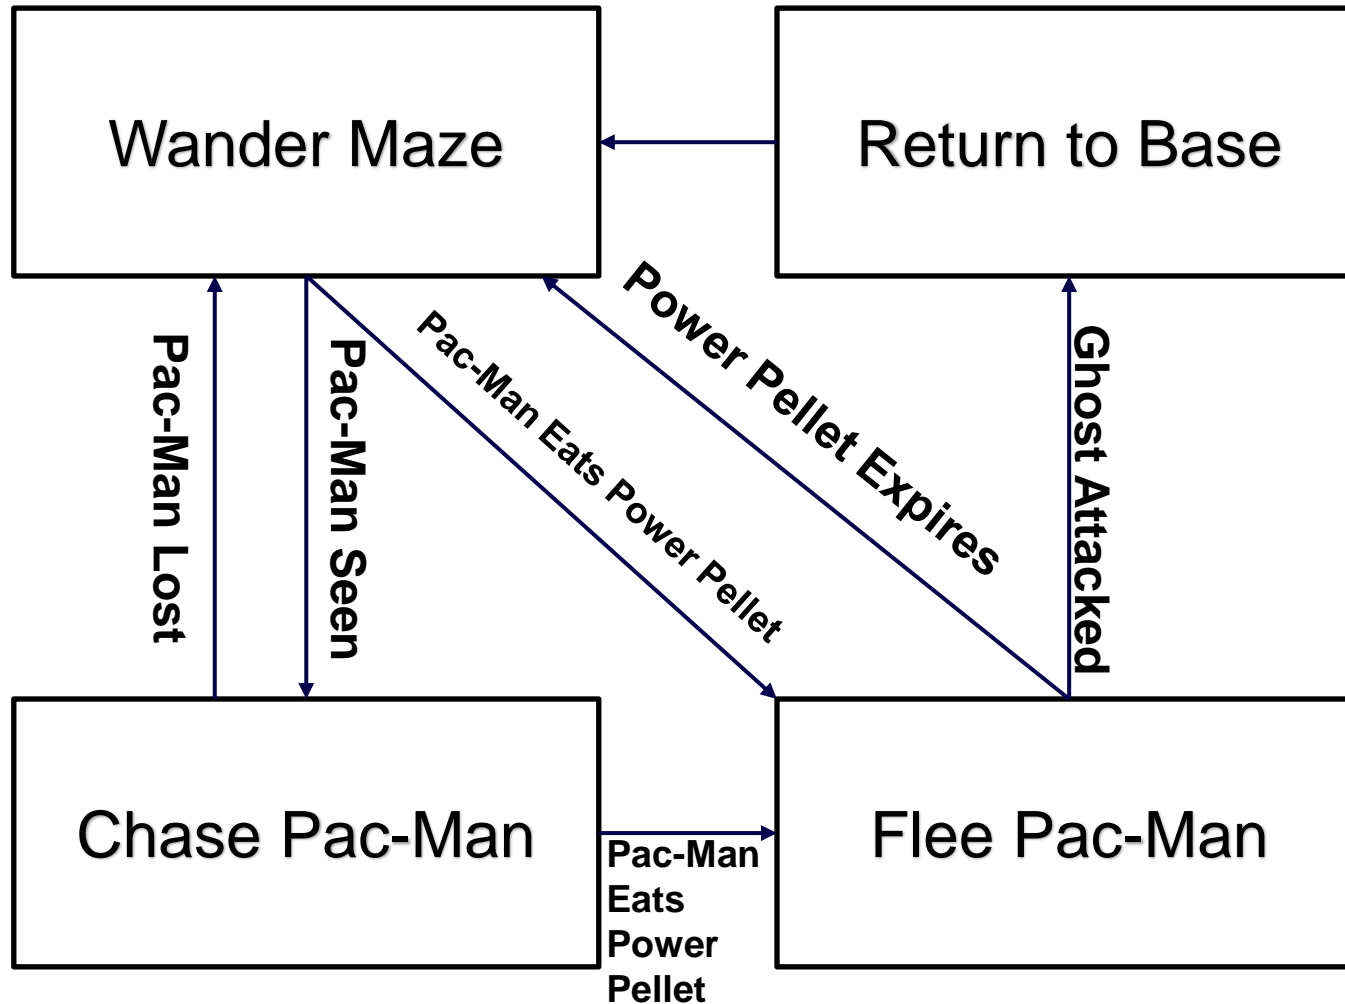 Wander Maze
Return to Base
Pac-Man Lost
Pac-Man Seen
Pac-Man Eats Power Pellet
Power Pellet Expires
Ghost Attacked
Chase Pac-Man
Pac-Man
Eats
Power
Pellet
Flee Pac-Man